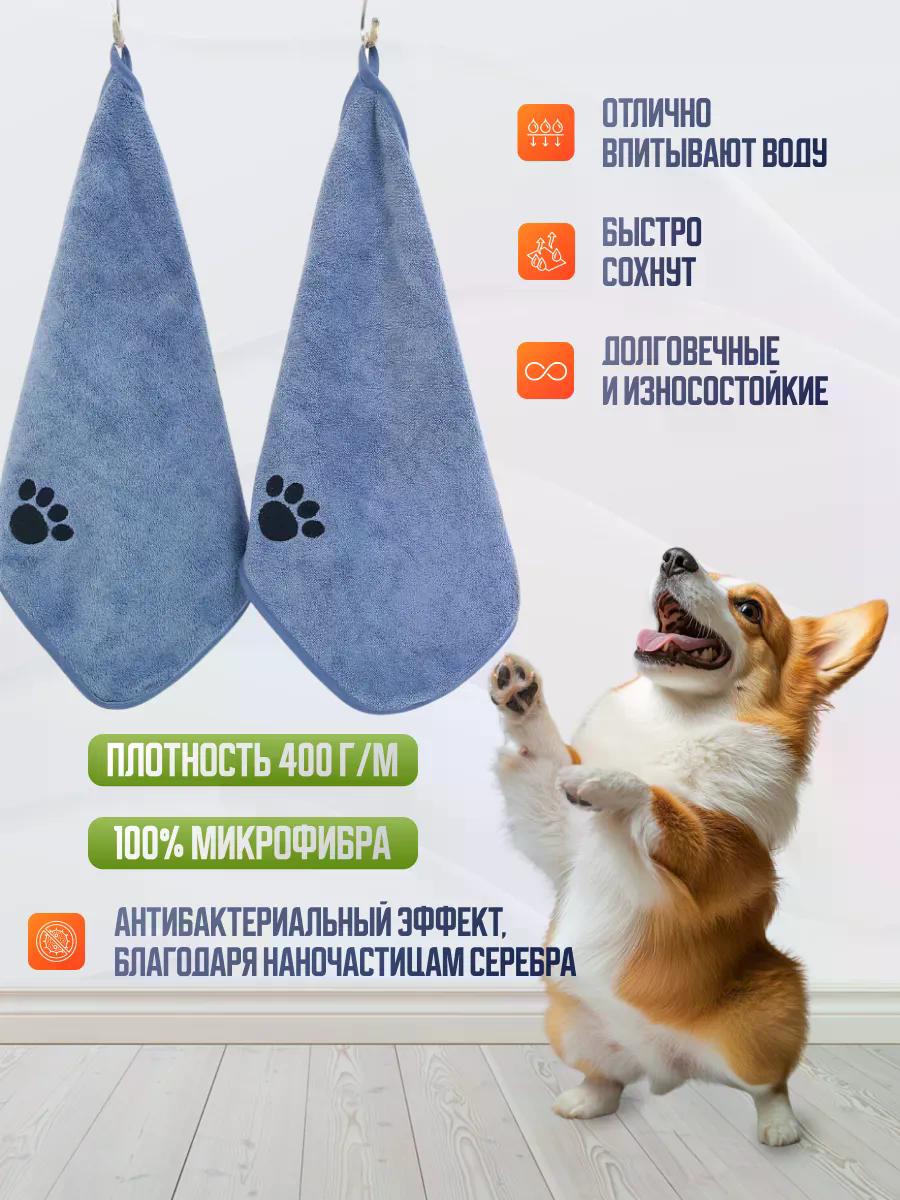 ОТЛИЧНО
ВПИТЫВАЮТ ВОДУ
БЫСТРО
СОХНУТ
ДОЛГОВЕЧНЫЕ
И ИЗНОСОСТОЙКИЕ
ПЛОТНОСТЬ 400 Г/М
100% МИКРОФИБРА
АНТИБАКТЕРИАЛЬНЫЙ ЭФФЕКТ,
БЛАГОДАРЯ НАНОЧАСТИЦАМ СЕРЕБРА